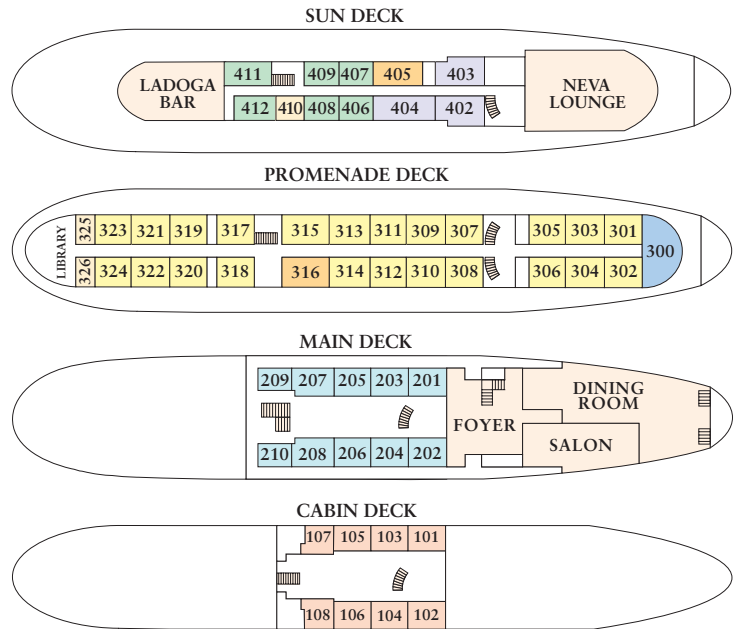 SUN DECK
411 409 407 405 403
LADOGA
BAR
NEVA
LOUNGE
412 410 408 406 404 402
PROMENADE DECK
325 323 321 319 317 315 313 311 309 307 305 303 301
LIBRARY
300
326 324 322 320 318 316 314 312 310 308 306 304 302
MAIN DECK
209 207 205 203 201
DINING
ROOM
FOYER
SALON
210 208 206 204 202
CABIN DECK
107 105 103 101
108 106 104 102